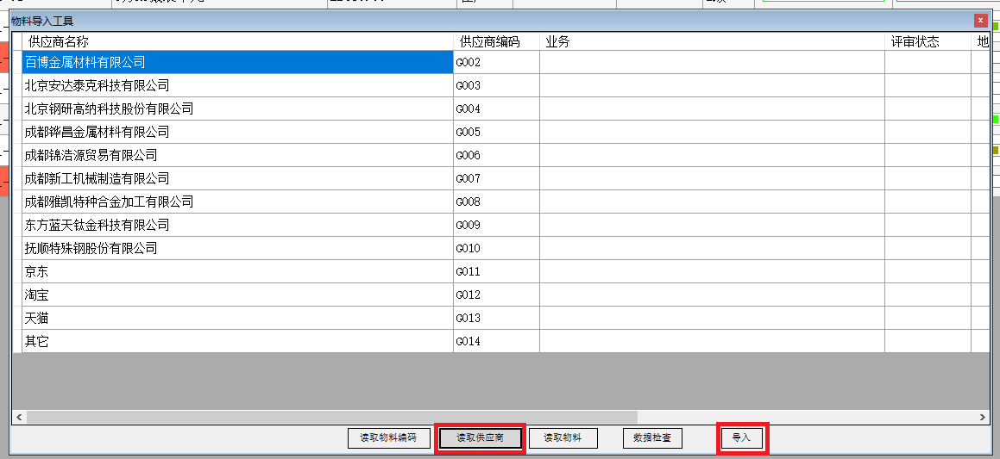 物料导入工具
供应商名称 供应商编码 业务 评审状态 地
百博金属材料有限公司 G002
北京安达泰克科技有限公司 G003
北京钢研高纳科技股份有限公司 G004
成都铧昌金属材料有限公司 G005
成都锦浩源贸易有限公司 G006
成都新工机械制造有限公司 G007
成都雅凯特种合金加工有限公司 G008
东方蓝天钛金科技有限公司 G009
抚顺特殊钢股份有限公司 G010
京东 G011
淘宝 G012
天猫 G013
其它 G014
读取物料编码 读取供应商 读取物料 数据检查 导入